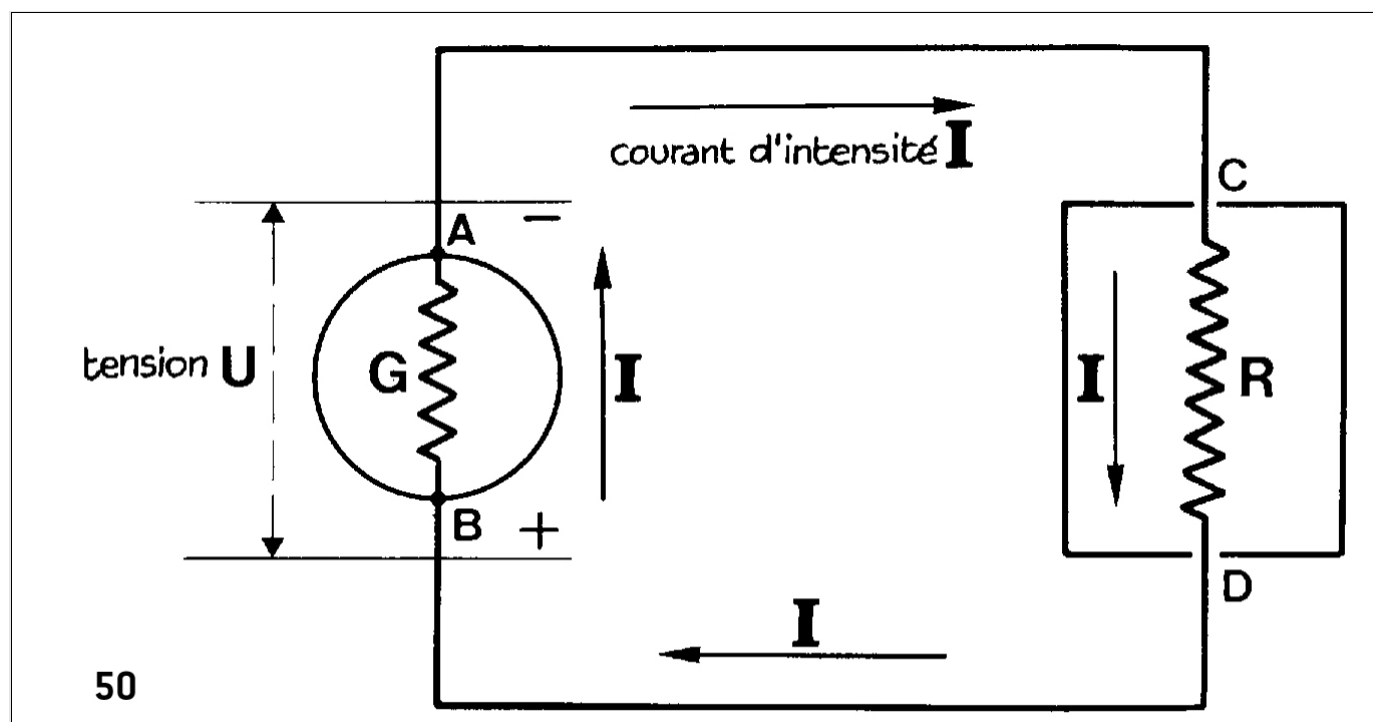 courant d'intensité I
C
A −
tension U
G
I
I
R
B +
D
I
50